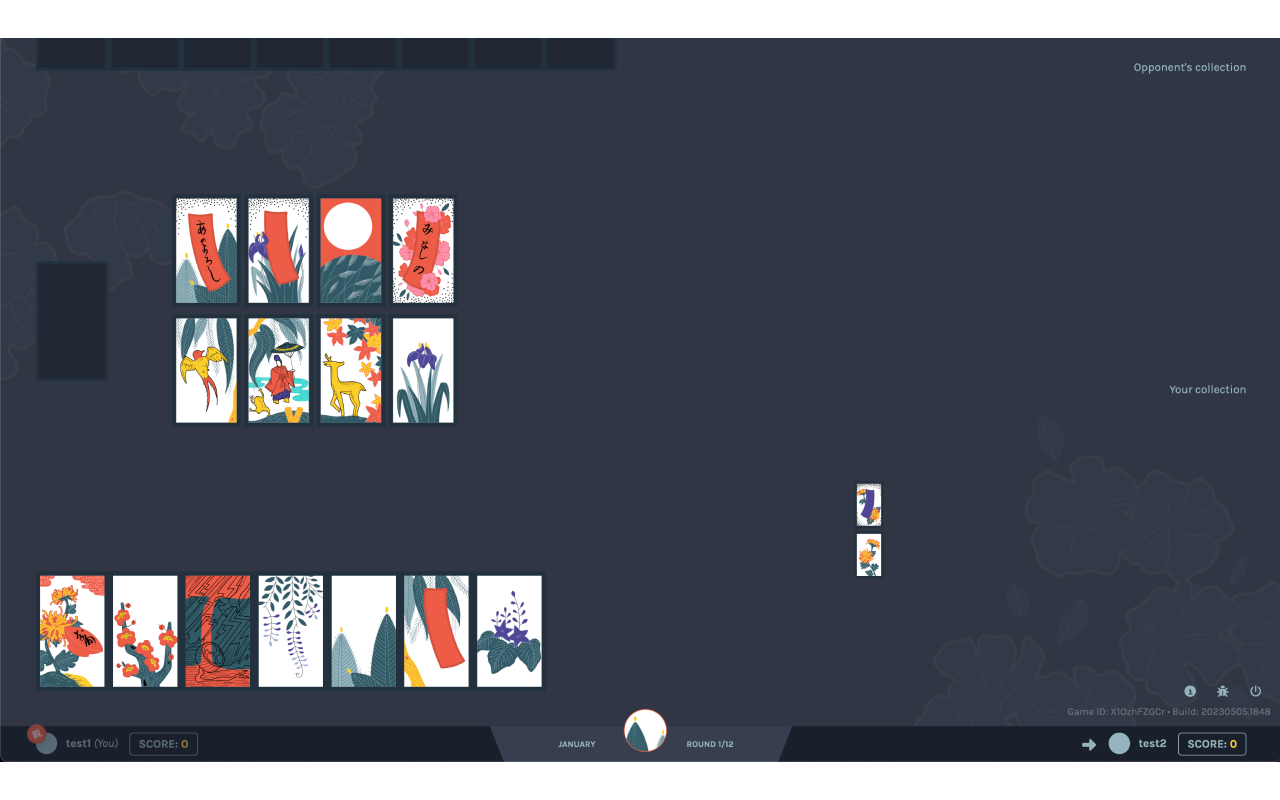 Opponent's collection
あかよろし
みよしの
Your collection
Game ID: X1OzhFZGCr • Build: 20230505.1848
test1 (You)
SCORE: 0
JANUARY
ROUND 1/12
test2
SCORE: 0